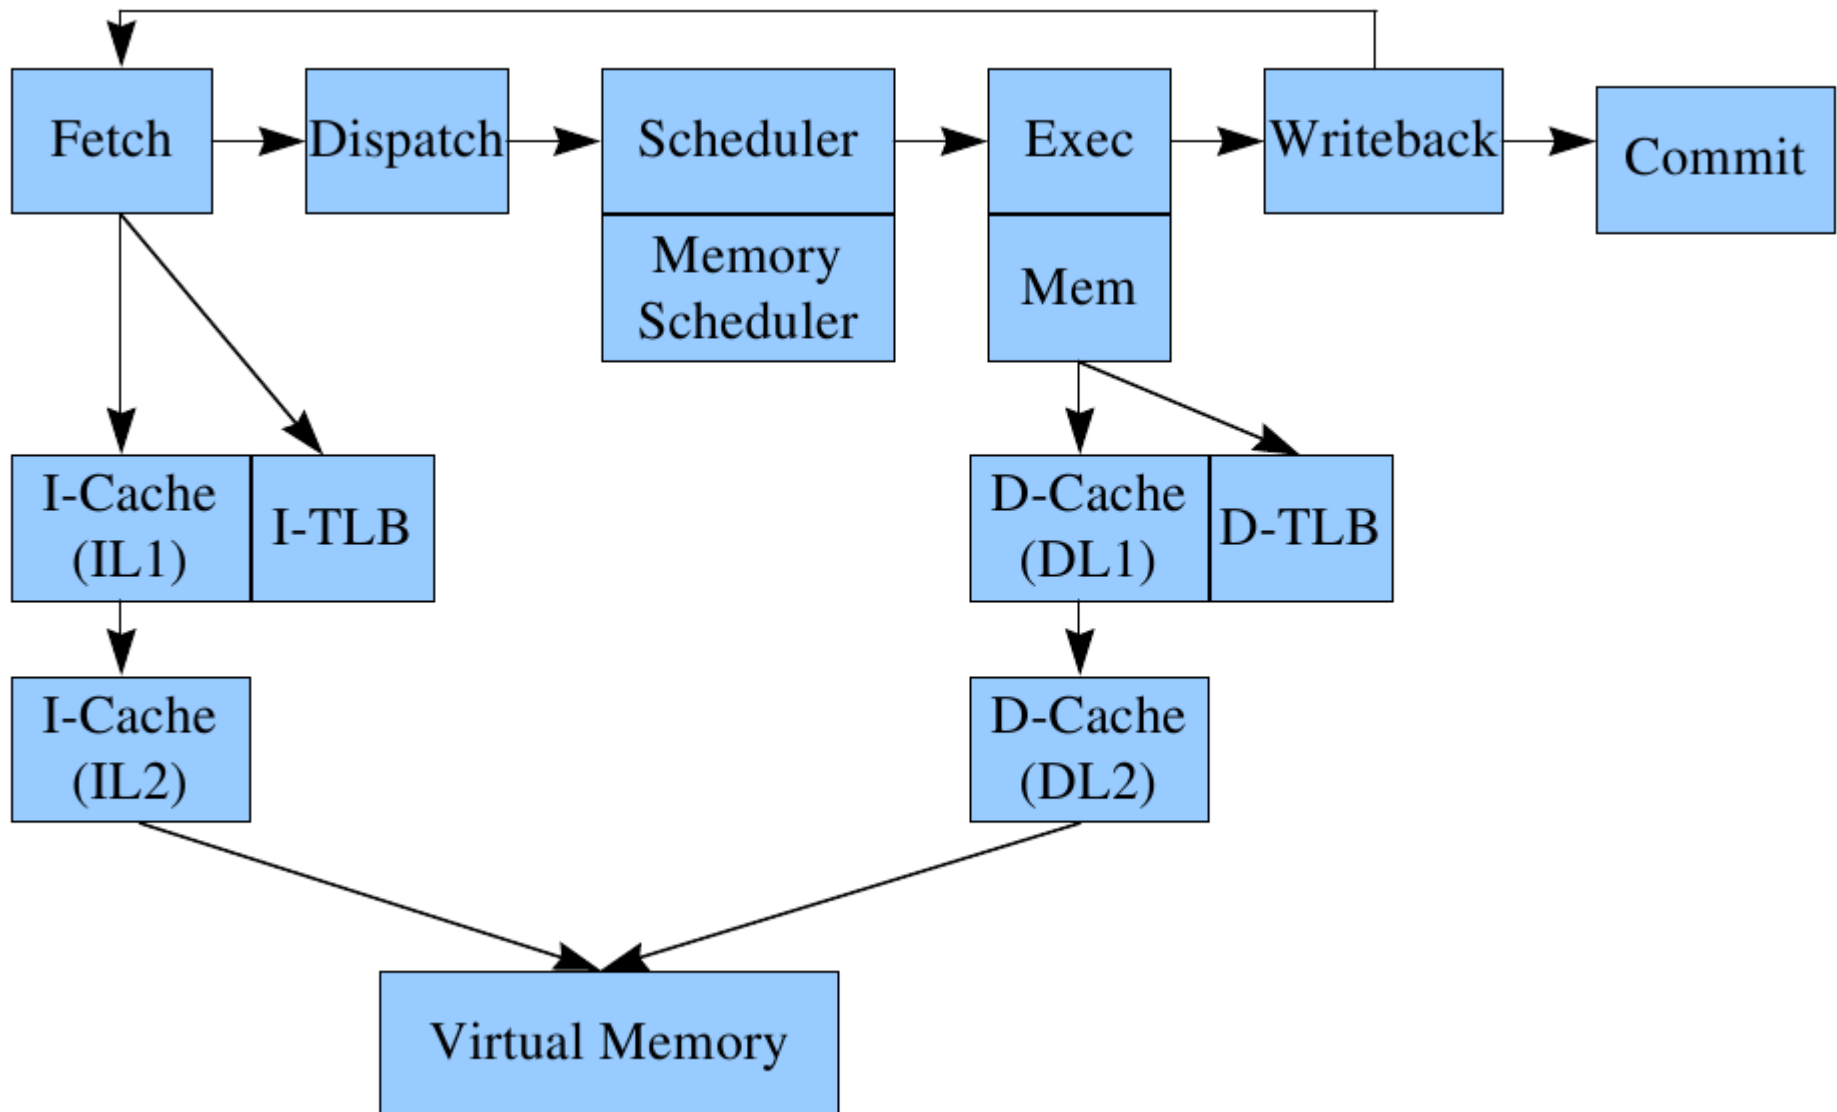 Fetch
Dispatch
Scheduler
Exec
Writeback
Commit
Memory
Scheduler
Mem
I-Cache
(IL1)
I-TLB
D-Cache
(DL1)
D-TLB
I-Cache
(IL2)
D-Cache
(DL2)
Virtual Memory